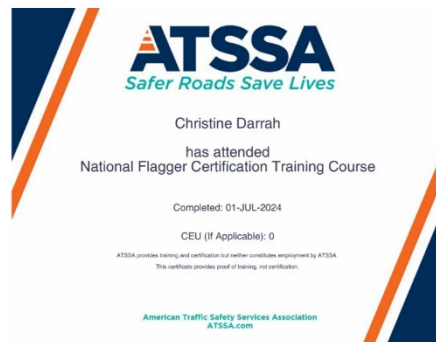 ATSSA
Safer Roads Save Lives
Christine Darrah
has attended
National Flagger Certification Training Course
Completed: 01-JUL-2024
CEU (If Applicable): 0
ATSSA provides training and certification but neither constitutes employment by ATSSA.
This certificate provides proof of training, not certification.
American Traffic Safety Services Association
ATSSA.com